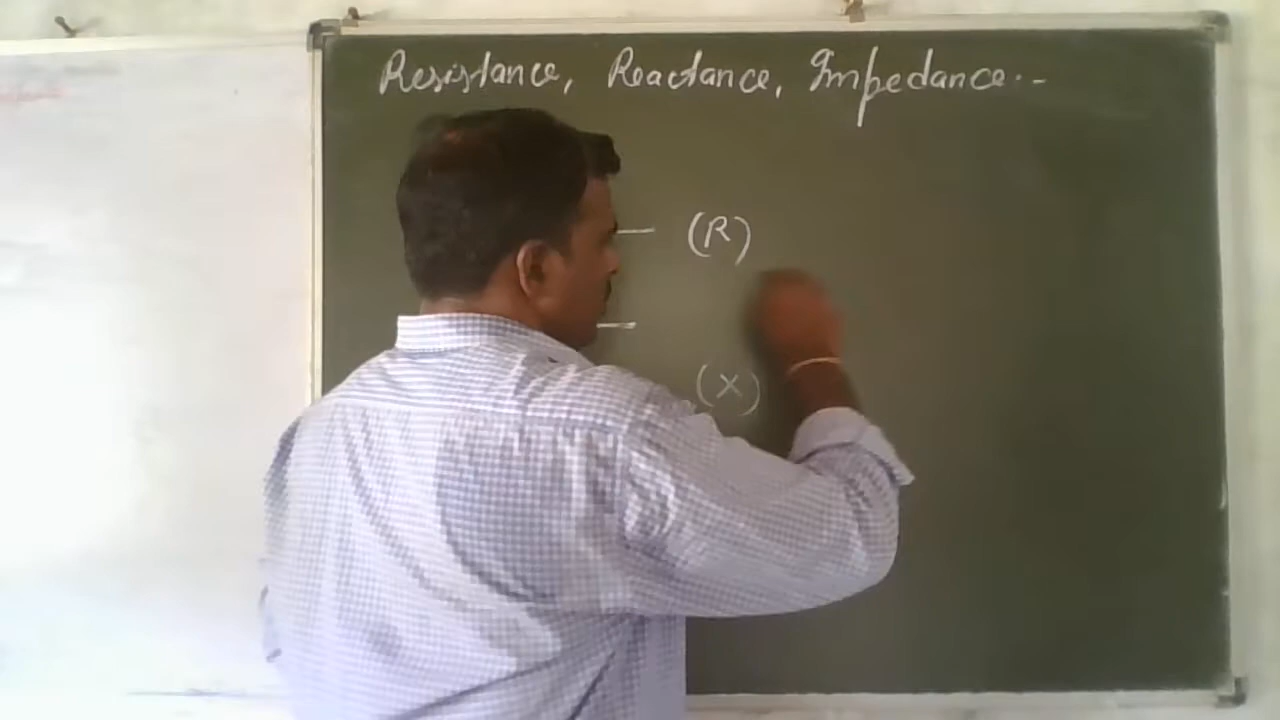 Resistance, Reactance, Impedance:-
(R)
(X)